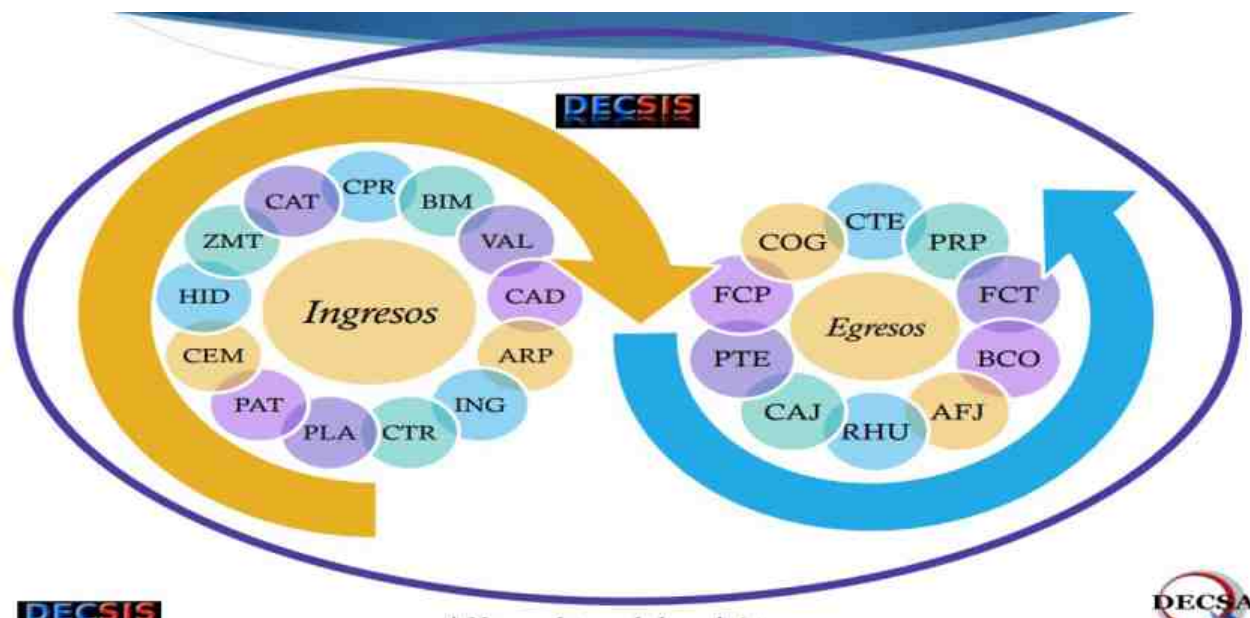 DECSIS
Ingresos
CPR
BIM
VAL
CAD
ARP
ING
CTR
PLA
PAT
CEM
HID
ZMT
CAT
Egresos
CTE
PRP
FCT
BCO
AFJ
RHU
CAJ
PTE
FCP
COG
DECSIS
DECSA